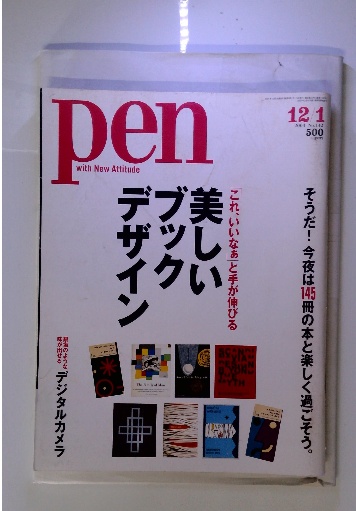 pen
with New Attitude
12/1
500
「これ、いいなぁ」と手が伸びる
美しい
ブック
デザイン
そうだ！今夜は145冊の本と楽しく過ごそう。
デジタルカメラ